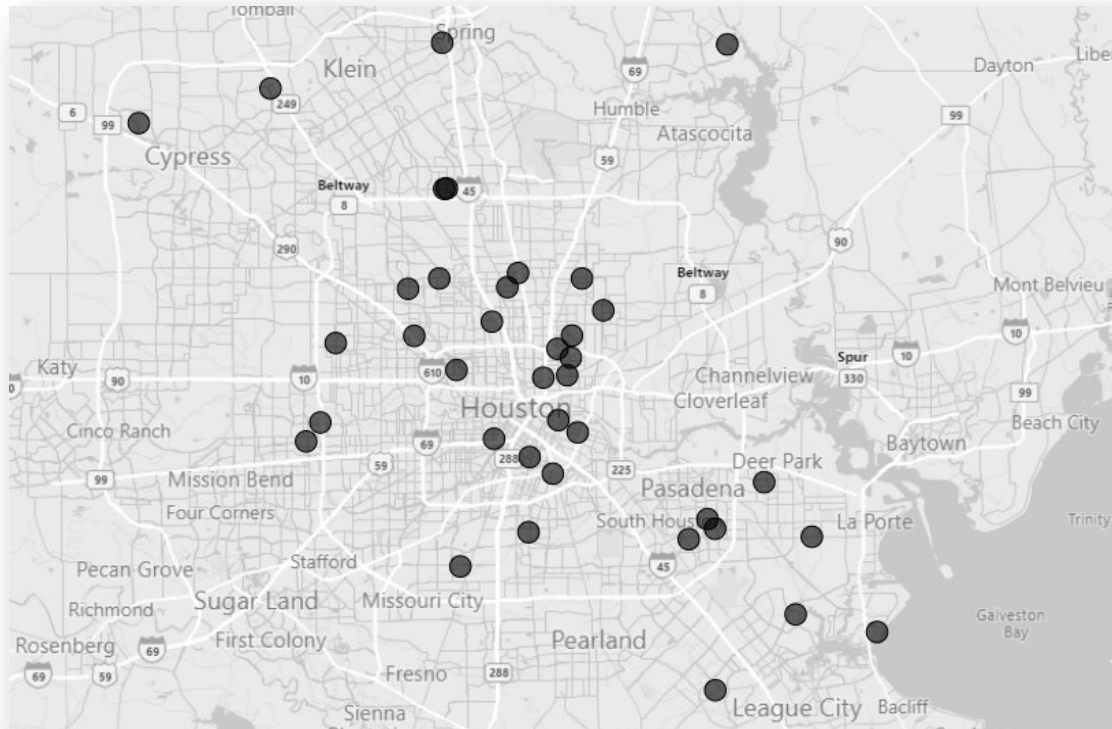 Tomball
Spring
Klein
69
Dayton
249
6
99
Humble
99
Atascocita
Cypress
59
Beltway
45
8
90
290
Beltway
8
Mont Belvieu
10
Spur
10
Katy
90
10
610
330
Channelview
99
Houston
Cloverleaf
Beach City
Cinco Ranch
69
Baytown
59
288
Deer Park
99
Mission Bend
225
Pasadena
Four Corners
South Hous
La Porte
Trinity
Stafford
45
Pecan Grove
Sugar Land
Missouri City
Richmond
Galveston
Bay
First Colony
Pearland
Rosenberg
69
59
Fresno
288
League City
Bacliff
Sienna